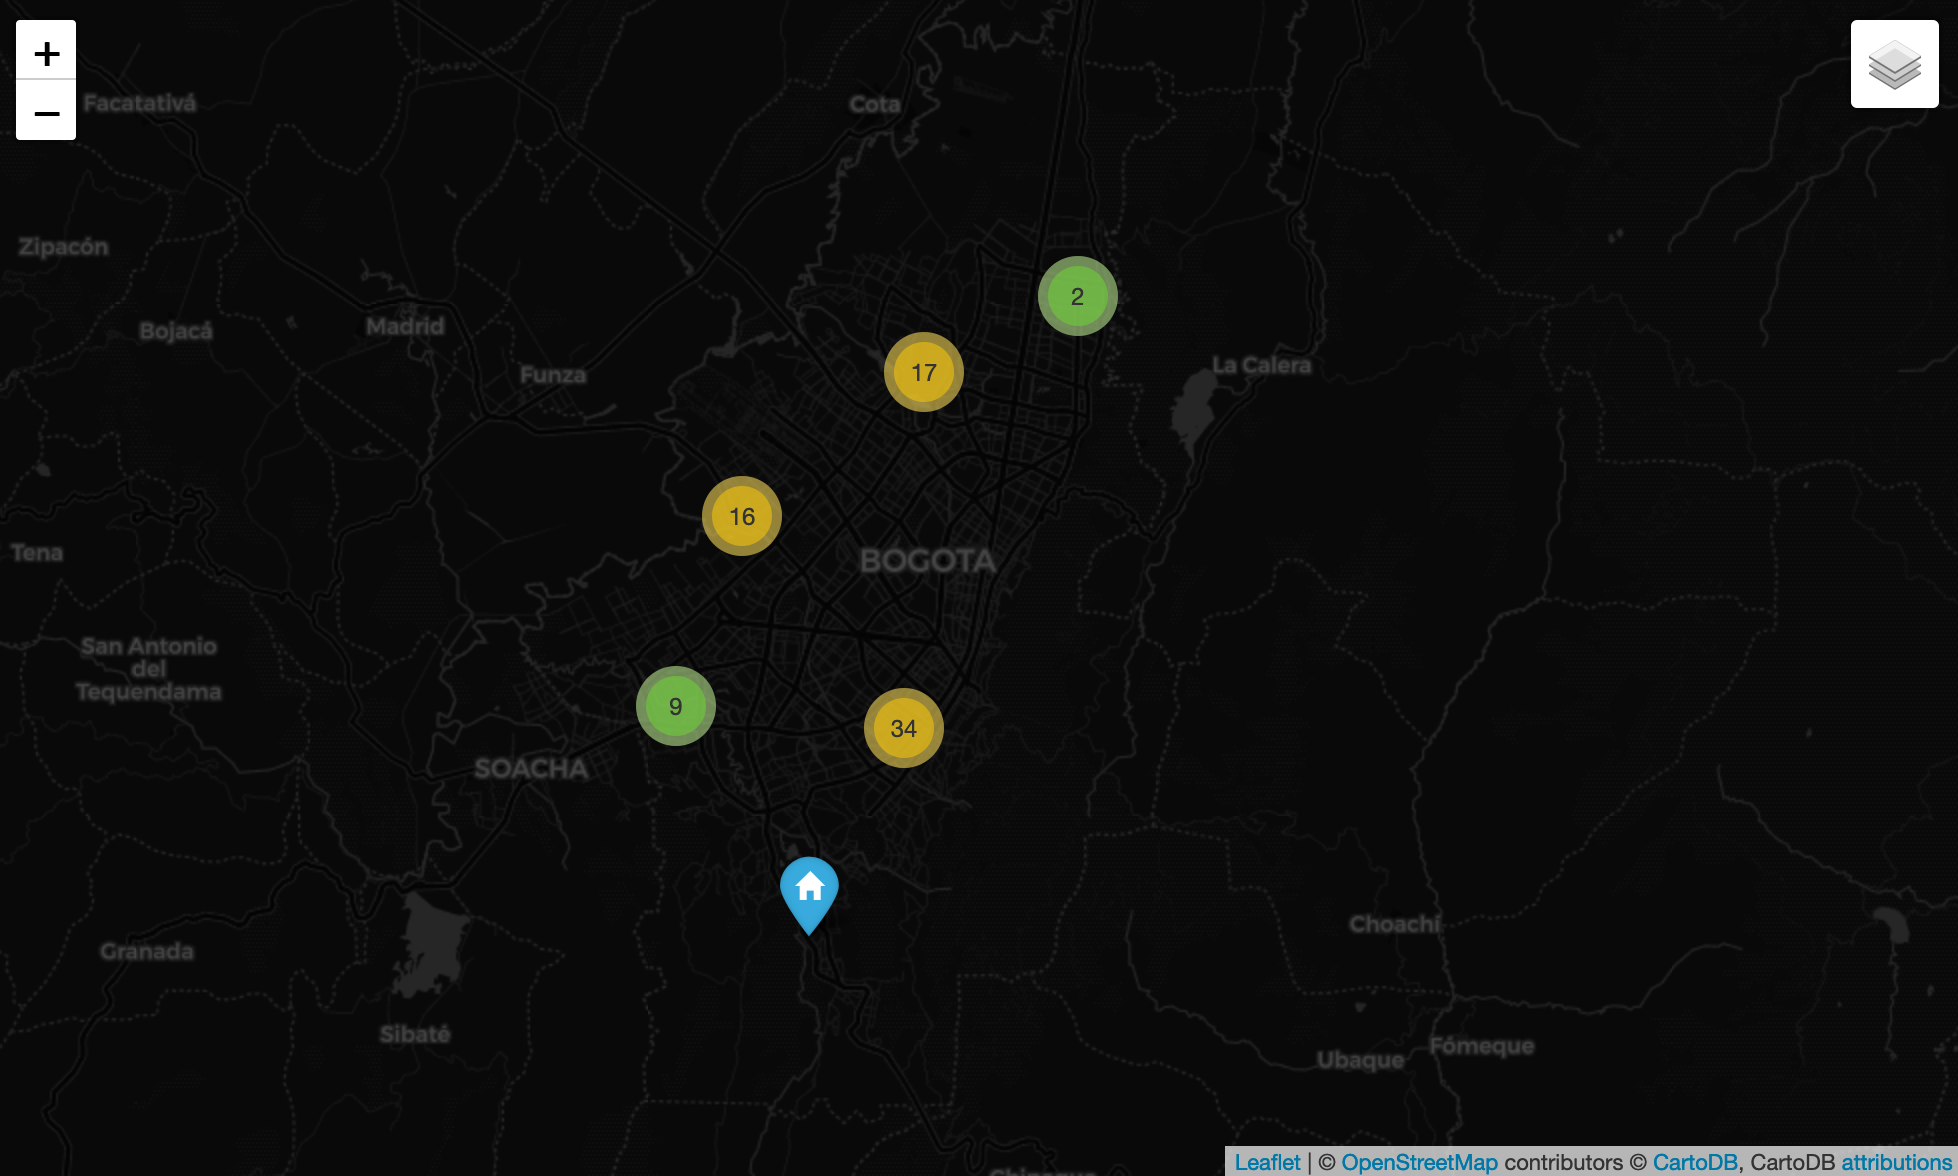 +
−
Facatativá
Cota
Zipacón
2
Bojacá
Madrid
17
La Calera
Funza
16
Tena
BOGOTA
San Antonio
del
Tequendama
9
34
SOACHA
Choachí
Granada
Sibaté
Fómeque
Ubaque
Leaflet | © OpenStreetMap contributors © CartoDB, CartoDB attributions